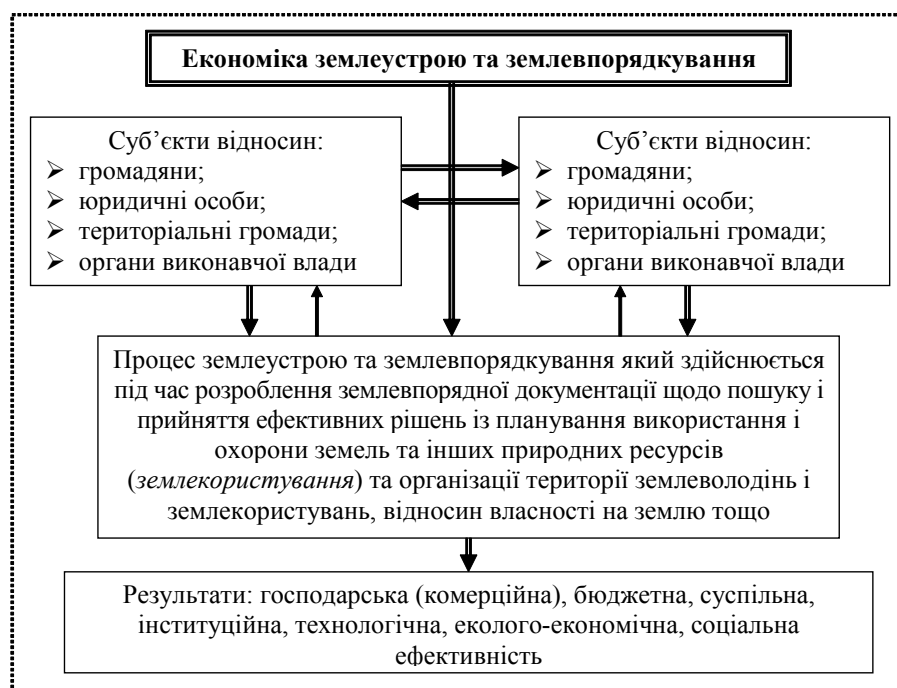 Економіка землеустрою та землевпорядкування
Суб’єкти відносин:
➢ громадяни;
➢ юридичні особи;
➢ територіальні громади;
➢ органи виконавчої влади
Суб’єкти відносин:
➢ громадяни;
➢ юридичні особи;
➢ територіальні громади;
➢ органи виконавчої влади
Процес землеустрою та землевпорядкування який здійснюється
під час розроблення землевпорядної документації щодо пошуку і
прийняття ефективних рішень із планування використання і
охорони земель та інших природних ресурсів
(землекористування) та організації території землеволодінь і
землекористувань, відносин власності на землю тощо
Результати: господарська (комерційна), бюджетна, суспільна,
інституційна, технологічна, еколого-економічна, соціальна
ефективність